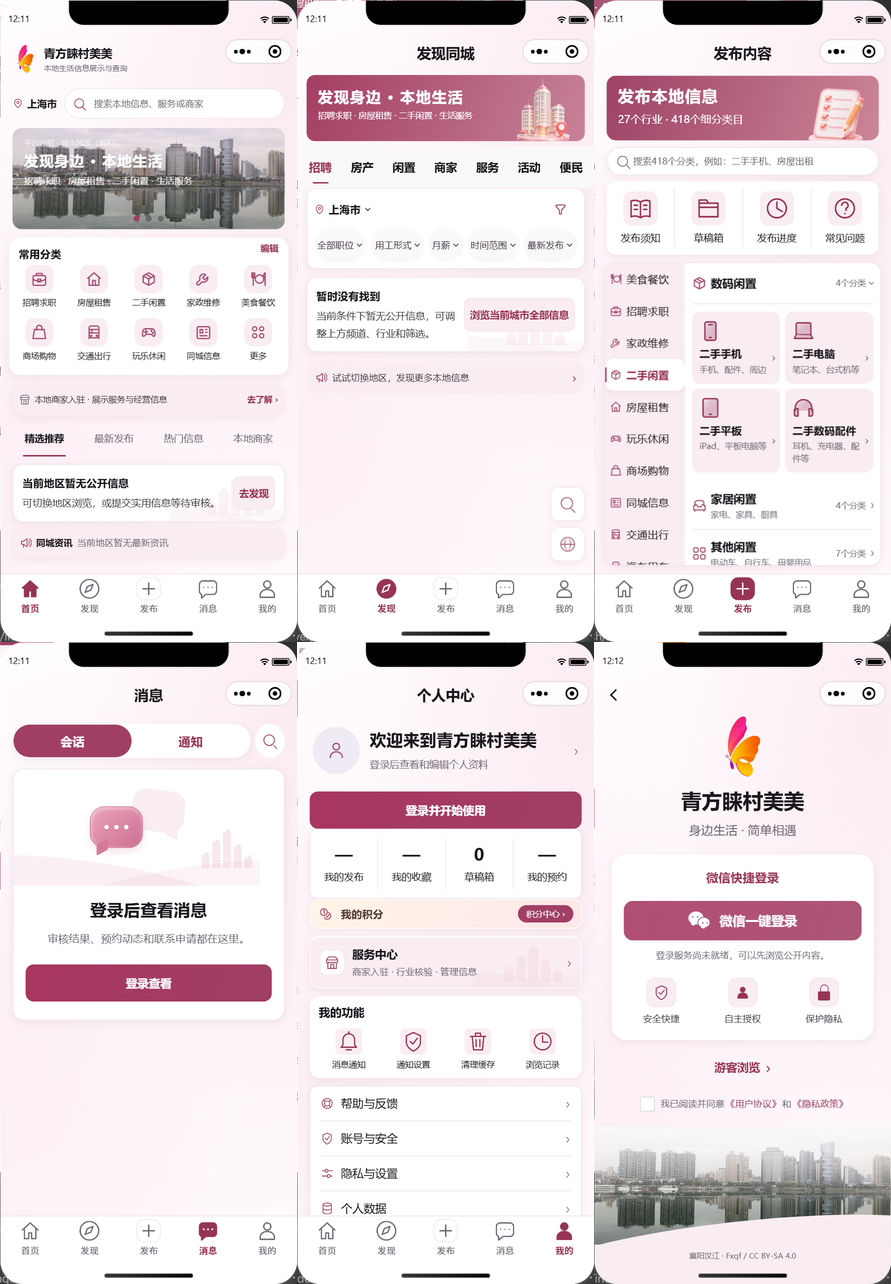 12:11
青方睐村美美
本地生活信息展示与查询
上海市
搜索本地信息、服务或商家
发现身边 · 本地生活
招聘求职 · 房屋租售 · 二手闲置 · 生活服务
常用分类
编辑
招聘求职
房屋租售
二手闲置
家政维修
美食餐饮
商场购物
交通出行
玩乐休闲
同城信息
更多
本地商家入驻 · 展示服务与经营信息
去了解 ›
精选推荐
最新发布
热门信息
本地商家
当前地区暂无公开信息
可切换地区浏览，或提交实用信息等待审核。
去发现
同城资讯 当前地区暂无最新资讯
首页
发现
发布
消息
我的
12:11
发现同城
发现身边 · 本地生活
招聘求职 · 房屋租售 · 二手闲置 · 生活服务
招聘
房产
闲置
商家
服务
活动
便民
上海市
全部职位
用工形式
月薪
时间范围
最新发布
暂时没有找到
当前条件下暂无公开信息，可调
整上方频道、行业和筛选。
浏览当前城市全部信息
试试切换地区，发现更多本地信息
首页
发现
发布
消息
我的
12:11
发布内容
发布本地信息
27个行业 · 418个细分类目
搜索418个分类，例如：二手手机、房屋出租
发布须知
草稿箱
发布进度
常见问题
美食餐饮
招聘求职
家政维修
二手闲置
房屋租售
玩乐休闲
商场购物
同城信息
交通出行
数码闲置
4个分类
二手手机
手机、配件、周边
二手电脑
笔记本、台式机等
二手平板
iPad、平板电脑等
二手数码配件
耳机、充电器、配
件等
家居闲置
家电、家具、厨具
4个分类
其他闲置
电动车、自行车、母婴用品
7个分类
首页
发现
发布
消息
我的
12:11
消息
会话
通知
登录后查看消息
审核结果、预约动态和联系申请都在这里。
登录查看
首页
发现
发布
消息
我的
12:11
个人中心
欢迎来到青方睐村美美
登录后查看和编辑个人资料
登录并开始使用
—
我的发布
—
我的收藏
0
草稿箱
—
我的预约
我的积分
积分中心 ›
服务中心
商家入驻 · 行业核验 · 管理信息
我的功能
消息通知
通知设置
清理缓存
浏览记录
帮助与反馈
账号与安全
隐私与设置
个人数据
首页
发现
发布
消息
我的
12:12
青方睐村美美
身边生活 · 简单相遇
微信快捷登录
微信一键登录
登录服务尚未就绪，可以先浏览公开内容。
安全快捷
自主授权
保护隐私
游客浏览 ›
我已阅读并同意《用户协议》和《隐私政策》
襄阳汉江 · Fxqf / CC BY-SA 4.0